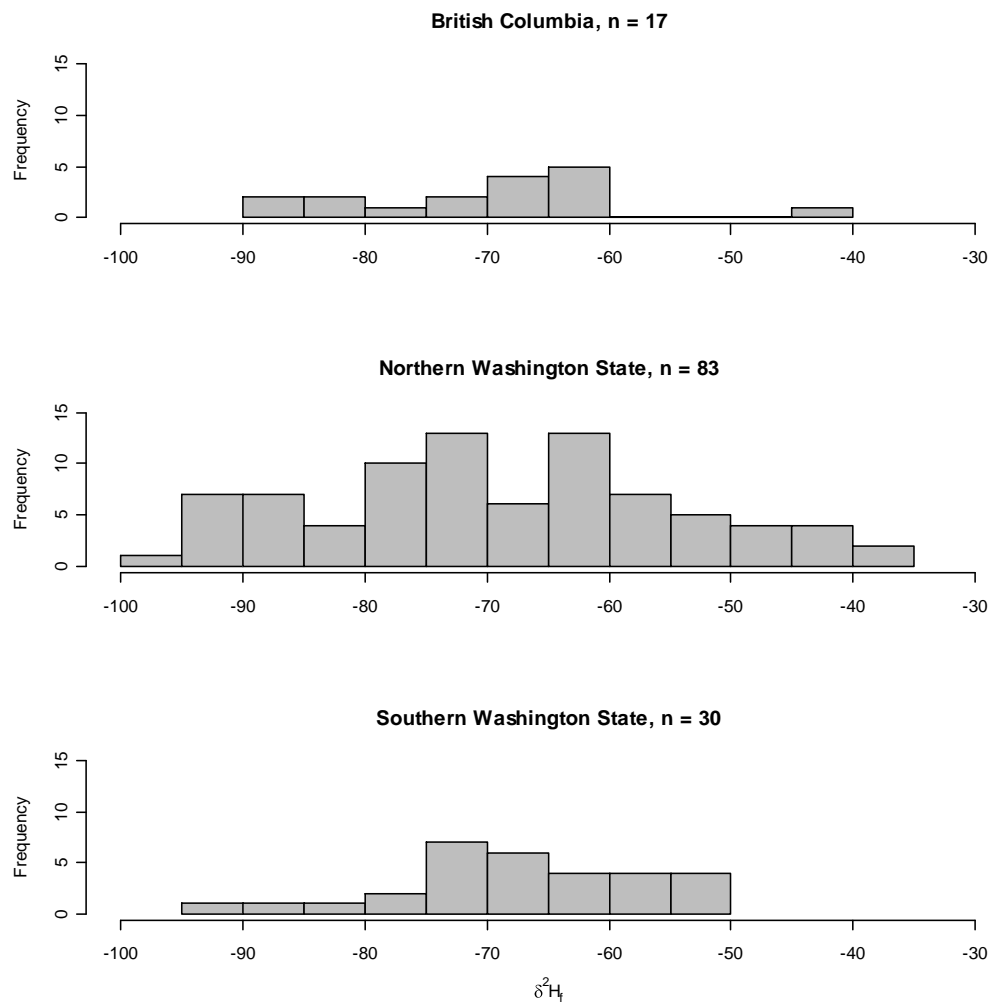 British Columbia, n = 17
Frequency
15
10
5
0
-100 -90 -80 -70 -60 -50 -40 -30
Northern Washington State, n = 83
Frequency
15
10
5
0
-100 -90 -80 -70 -60 -50 -40 -30
Southern Washington State, n = 30
Frequency
15
10
5
0
-100 -90 -80 -70 -60 -50 -40 -30
δ²Hf